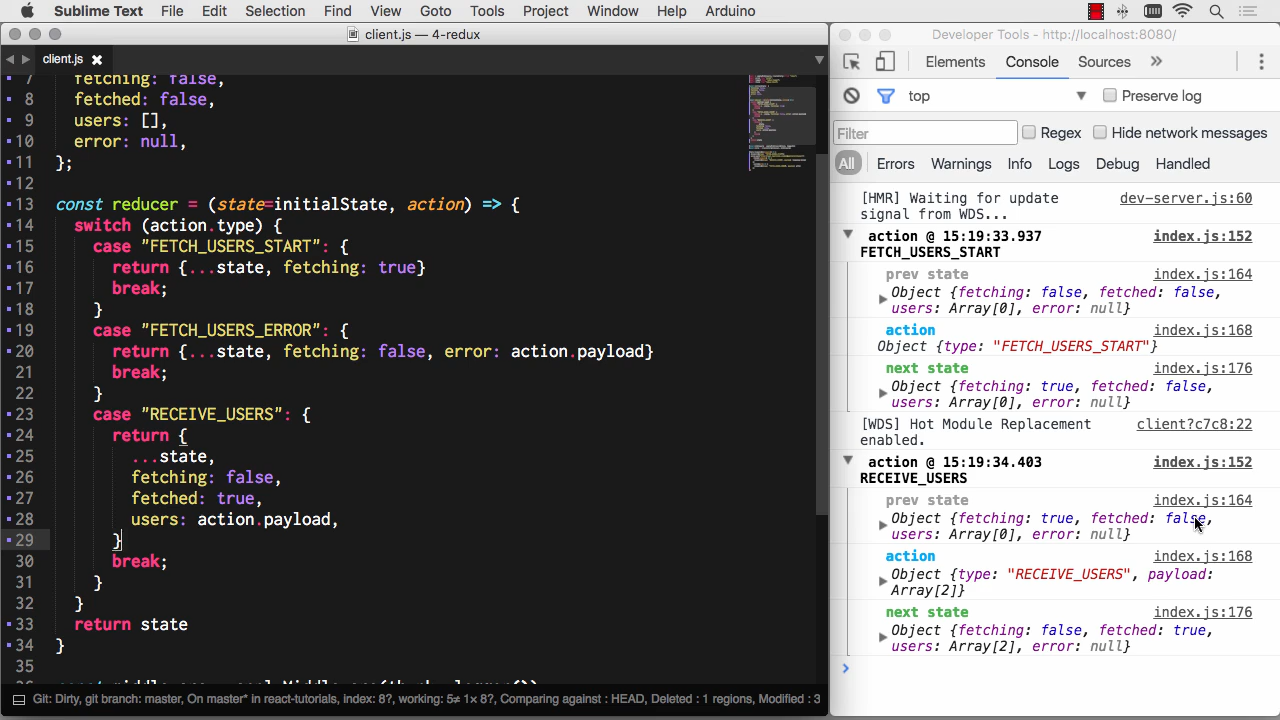 Sublime Text File Edit Selection Find View Goto Tools Project Window Help Arduino
client.js — 4-redux
client.js
7 fetching: false,
8 fetched: false,
9 users: [],
10 error: null,
11 };
12
13 const reducer = (state=initialState, action) => {
14 switch (action.type) {
15 case "FETCH_USERS_START": {
16 return {...state, fetching: true}
17 break;
18 }
19 case "FETCH_USERS_ERROR": {
20 return {...state, fetching: false, error: action.payload}
21 break;
22 }
23 case "RECEIVE_USERS": {
24 return {
25 ...state,
26 fetching: false,
27 fetched: true,
28 users: action.payload,
29 }
30 break;
31 }
32 }
33 return state
34 }
35
Git: Dirty, git branch: master, On master* in react-tutorials, index: 8?, working: 5≠ 1× 8?, Comparing against : HEAD, Deleted : 1 regions, Modified : 3
Developer Tools - http://localhost:8080/
Elements Console Sources »
top Preserve log
Filter Regex Hide network messages
All Errors Warnings Info Logs Debug Handled
[HMR] Waiting for update dev-server.js:60
signal from WDS...
action @ 15:19:33.937 index.js:152
FETCH_USERS_START
prev state index.js:164
Object {fetching: false, fetched: false,
users: Array[0], error: null}
action index.js:168
Object {type: "FETCH_USERS_START"}
next state index.js:176
Object {fetching: true, fetched: false,
users: Array[0], error: null}
[WDS] Hot Module Replacement client?c7c8:22
enabled.
action @ 15:19:34.403 index.js:152
RECEIVE_USERS
prev state index.js:164
Object {fetching: true, fetched: false,
users: Array[0], error: null}
action index.js:168
Object {type: "RECEIVE_USERS", payload:
Array[2]}
next state index.js:176
Object {fetching: false, fetched: true,
users: Array[2], error: null}